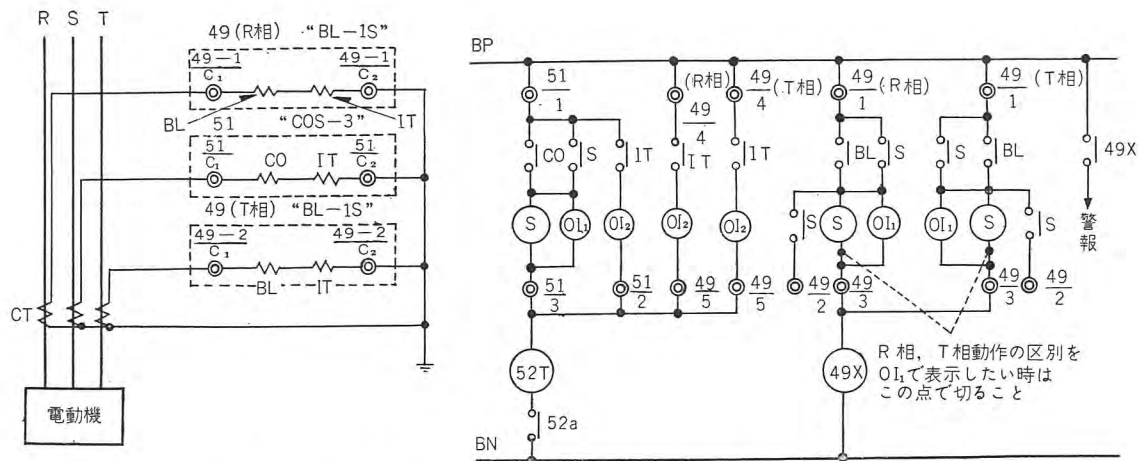 R S T
49(R相) "BL-1S"
49-1
C₁
49-1
C₂
BL
IT
51 "COS-3"
51
C₁
CO IT
51
C₂
49(T相) "BL-1S"
49-2
C₁
49-2
C₂
BL IT
CT
電動機
BP
51
1
(R相)
49
4
49
4
(T相)
49
1
(R相)
49
1
(T相)
CO
S
IT
IT
IT
BL
S
S
BL
49X
S
OI₁
OI₂
OI₂
OI₂
S
S
OI₁
OI₁
S
S
警報
51
3
51
2
49
5
49
5
49
2
49
3
49
3
49
2
52T
49X
R相, T相動作の区別を
OI₁で表示したい時は
この点で切ること
52a
BN